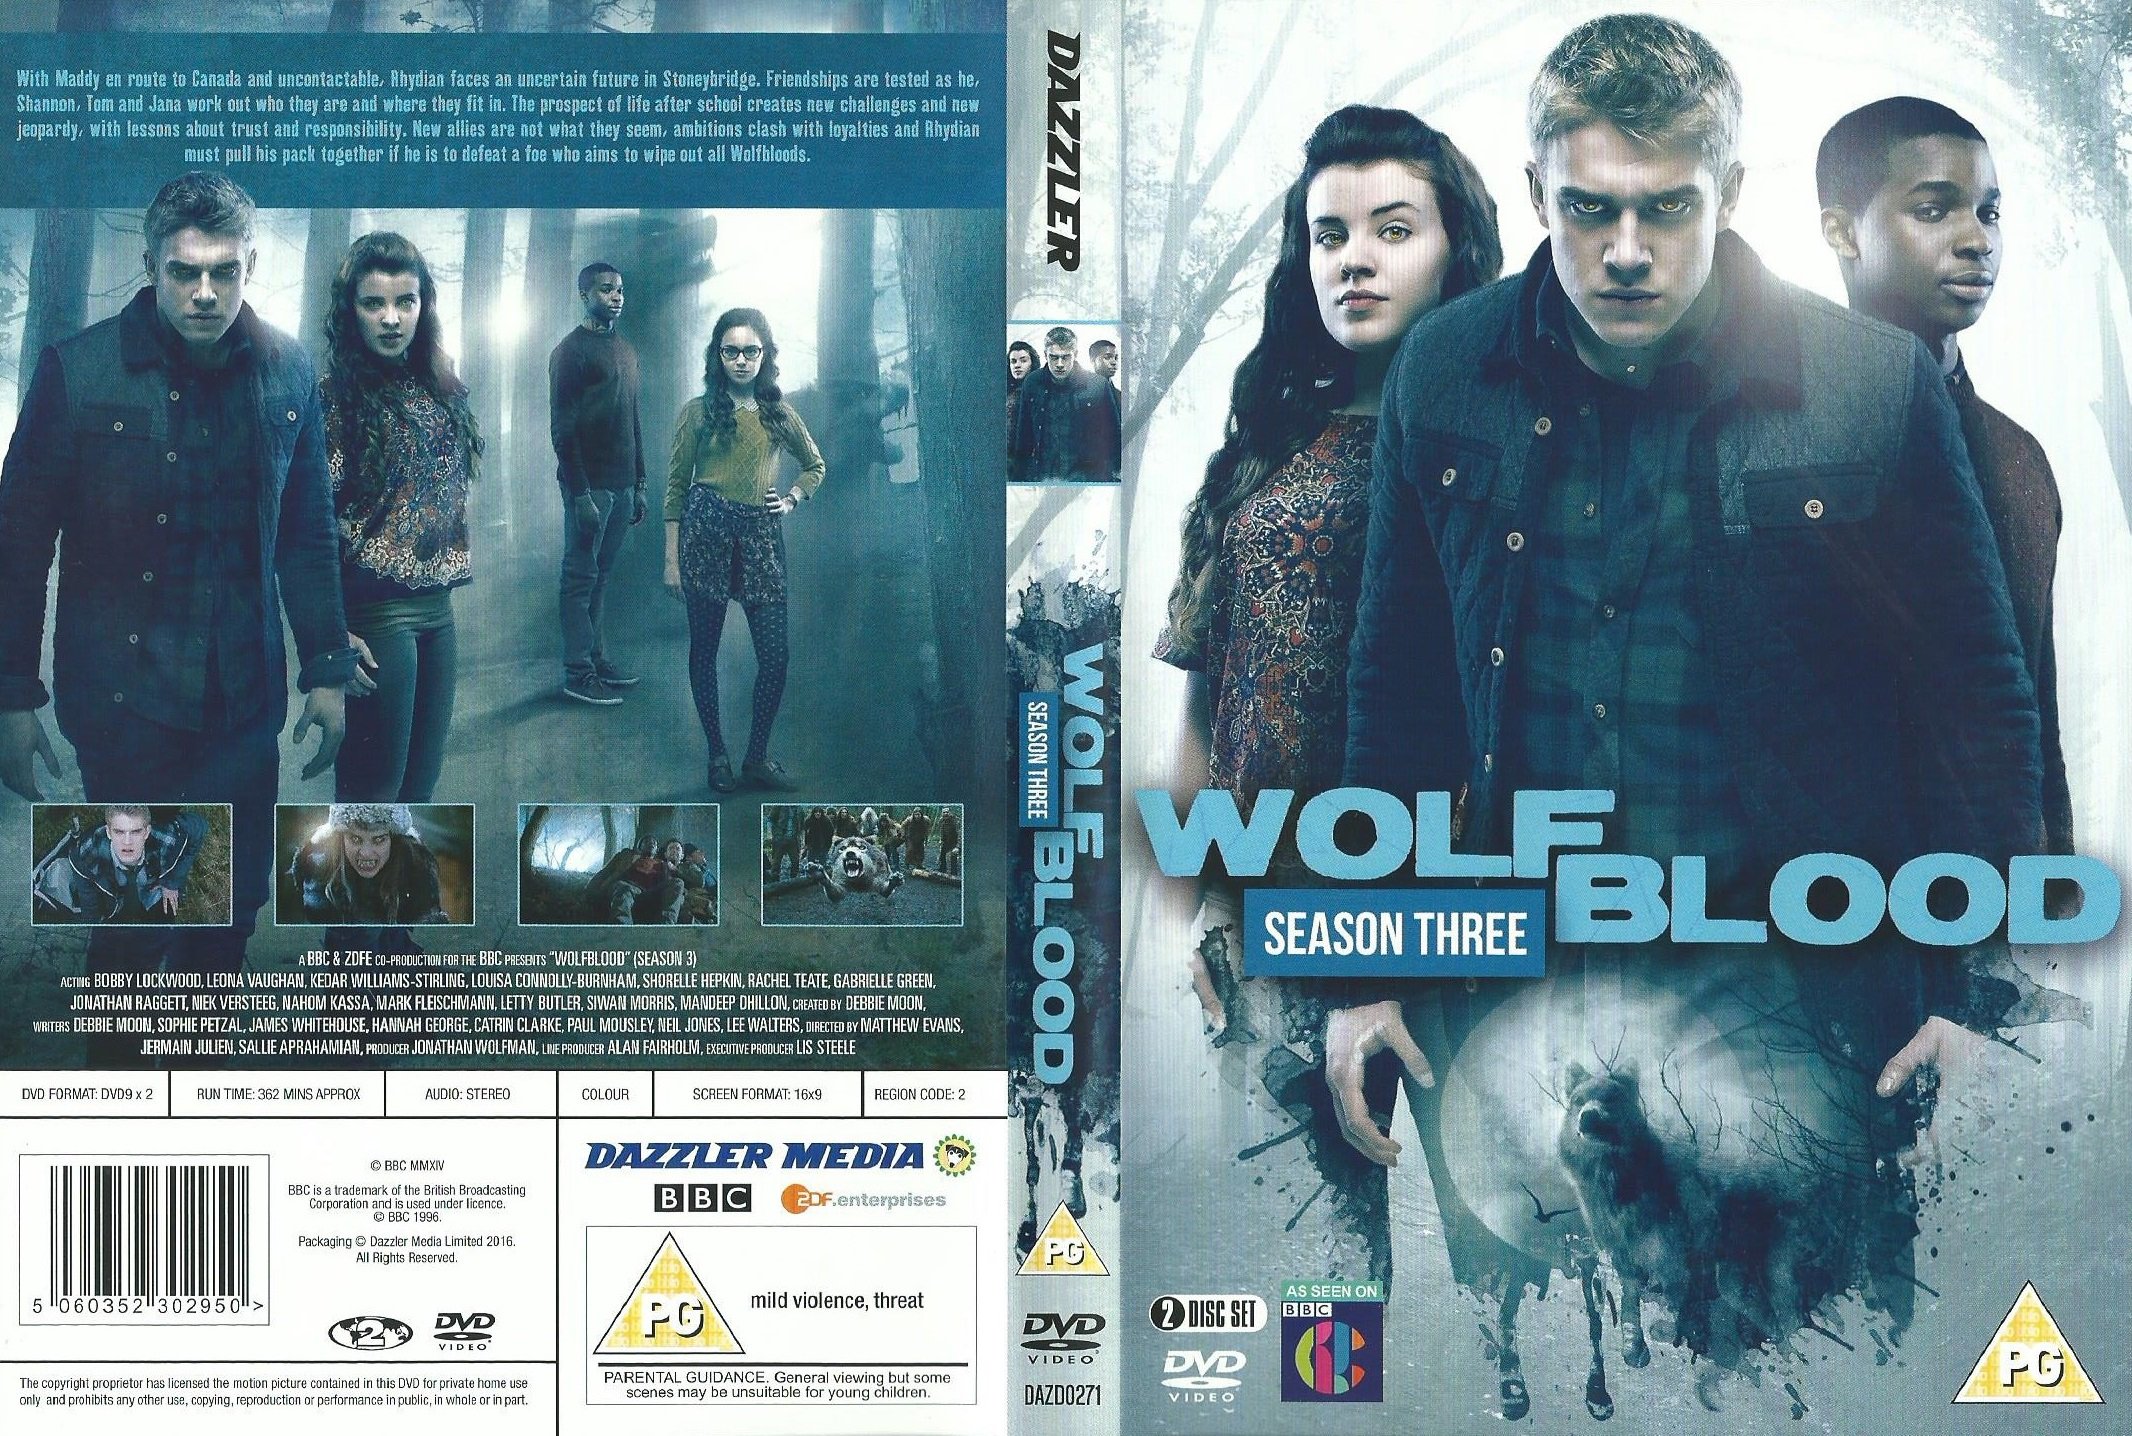 With Maddy en route to Canada and uncontactable, Rhydian faces an uncertain future in Stoneybridge. Friendships are tested as he,
Shannon, Tom and Jana work out who they are and where they fit in. The prospect of life after school creates new challenges and new
jeopardy, with lessons about trust and responsibility. New allies are not what they seem, ambitions clash with loyalties and Rhydian
must pull his pack together if he is to defeat a foe who aims to wipe out all Wolfbloods.
A BBC & ZDFE CO-PRODUCTION FOR THE BBC PRESENTS "WOLFBLOOD" (SEASON 3)
ACTING BOBBY LOCKWOOD, LEONA VAUGHAN, KEDAR WILLIAMS-STIRLING, LOUISA CONNOLLY-BURNHAM, SHORELLE HEPKIN, RACHEL TEATE, GABRIELLE GREEN,
JONATHAN RAGGETT, NIEK VERSTEEG, NAHOM KASSA, MARK FLEISCHMANN, LETTY BUTLER, SIWAN MORRIS, MANDEEP DHILLON, CREATED BY DEBBIE MOON,
WRITERS DEBBIE MOON, SOPHIE PETZAL, JAMES WHITEHOUSE, HANNAH GEORGE, CATRIN CLARKE, PAUL MOUSLEY, NEIL JONES, LEE WALTERS, DIRECTED BY MATTHEW EVANS,
JERMAIN JULIEN, SALLIE APRAHAMIAN, PRODUCER JONATHAN WOLFMAN, LINE PRODUCER ALAN FAIRHOLM, EXECUTIVE PRODUCER LIS STEELE
DVD FORMAT: DVD9 x 2
RUN TIME: 362 MINS APPROX
AUDIO: STEREO
COLOUR
SCREEN FORMAT: 16x9
REGION CODE: 2
5 060352 302950 >
© BBC MMXIV
BBC is a trademark of the British Broadcasting
Corporation and is used under licence.
© BBC 1996.
Packaging © Dazzler Media Limited 2016.
All Rights Reserved.
2
DVD
VIDEO
The copyright proprietor has licensed the motion picture contained in this DVD for private home use
only and prohibits any other use, copying, reproduction or performance in public, in whole or in part.
DAZZLER MEDIA
BBC
ZDF.enterprises
PG
mild violence, threat
PARENTAL GUIDANCE. General viewing but some
scenes may be unsuitable for young children.
DAZZLER
WOLFBLOOD
SEASON THREE
PG
DVD
VIDEO
DAZD0271
WOLF
BLOOD
SEASON THREE
2 DISC SET
DVD
VIDEO
AS SEEN ON
BBC
CBBC
PG